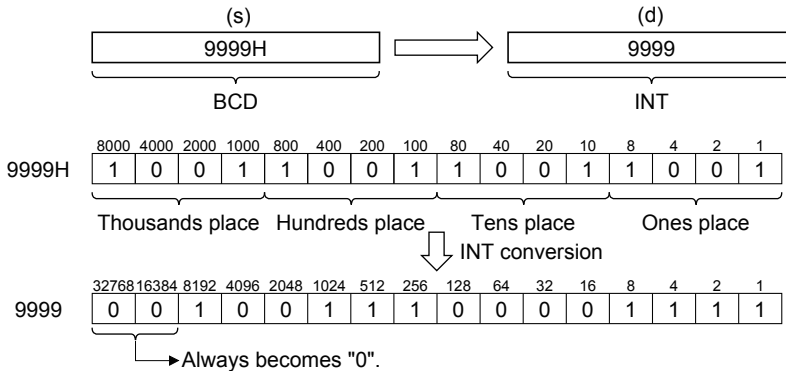 (s) (d)
9999H 9999
BCD INT
8000 4000 2000 1000 800 400 200 100 80 40 20 10 8 4 2 1
9999H 1 0 0 1 1 0 0 1 1 0 0 1 1 0 0 1
Thousands place Hundreds place Tens place Ones place
INT conversion
32768 16384 8192 4096 2048 1024 512 256 128 64 32 16 8 4 2 1
9999 0 0 1 0 0 1 1 1 0 0 0 0 1 1 1 1
Always becomes "0".